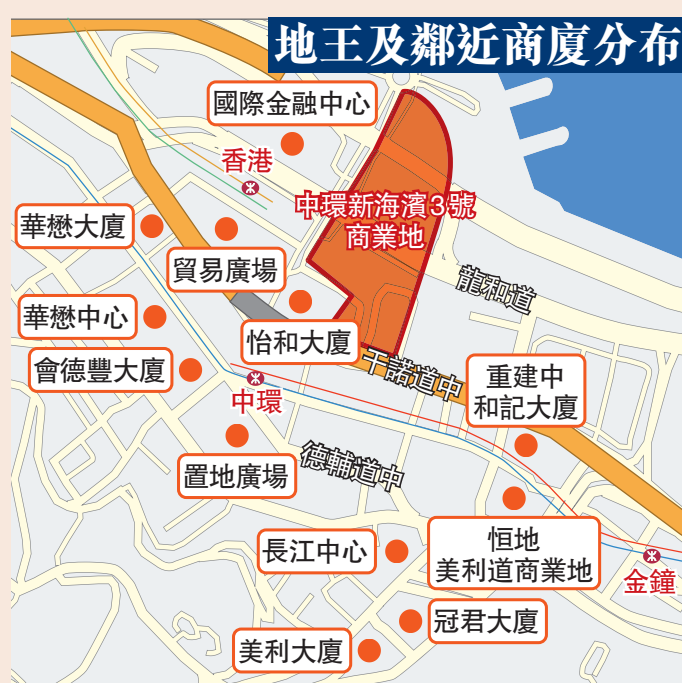 地王及鄰近商廈分布
國際金融中心
香港
中環新海濱3號
商業地
華懋大廈
貿易廣場
龍和道
華懋中心
怡和大廈
會德豐大廈
干諾道中
重建中
和記大廈
中環
置地廣場
德輔道中
長江中心
恒地
美利道商業地
金鐘
冠君大廈
美利大廈